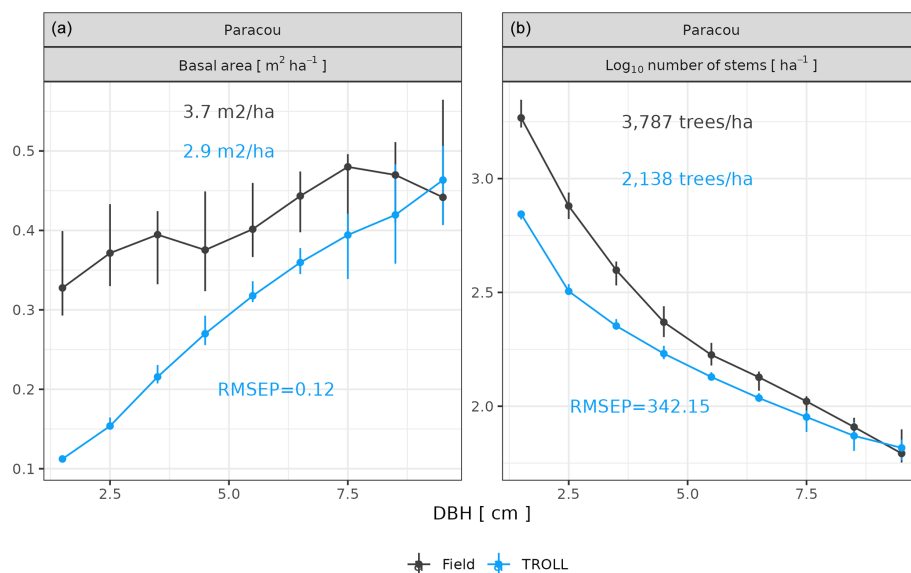 (a) Paracou
Basal area [ m² ha⁻¹ ]
3.7 m2/ha
2.9 m2/ha
RMSEP=0.12
0.5
0.4
0.3
0.2
0.1
2.5 5.0 7.5
(b) Paracou
Log₁₀ number of stems [ ha⁻¹ ]
3,787 trees/ha
2,138 trees/ha
RMSEP=342.15
3.0
2.5
2.0
2.5 5.0 7.5
DBH [ cm ]
Field TROLL